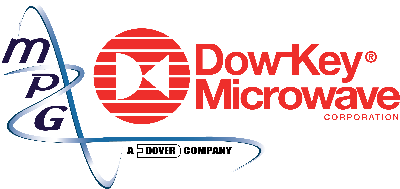 mPG
Dow-Key®
Microwave
CORPORATION
A DOVER COMPANY